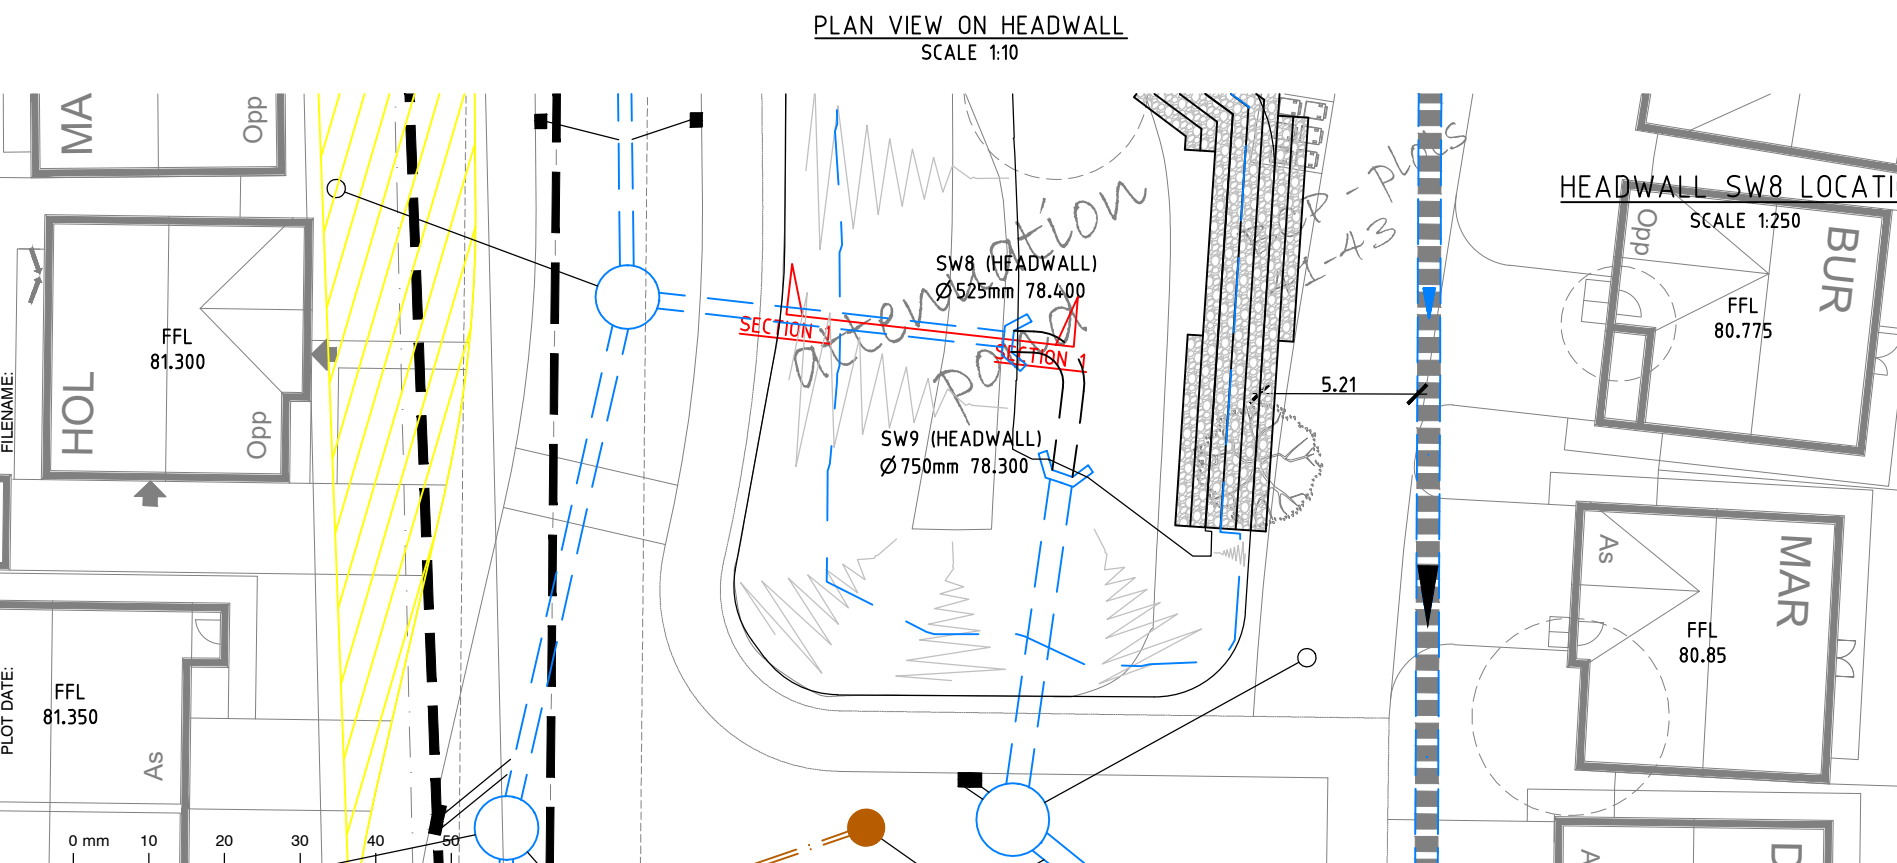 PLAN VIEW ON HEADWALL
SCALE 1:10
MA
Opp
HEADWALL SW8 LOCATI
SCALE 1:250
attenuation
pond
- plots
1-43
SW8 (HEADWALL)
Ø525mm 78.400
SECTION 1
SECTION 1
SW9 (HEADWALL)
Ø750mm 78.300
5.21
FFL
81.300
HOL
Opp
Opp
BUR
FFL
80.775
As
MAR
FFL
80.85
FILENAME:
PLOT DATE:
FFL
81.350
As
0 mm 10 20 30 40 50
A
D